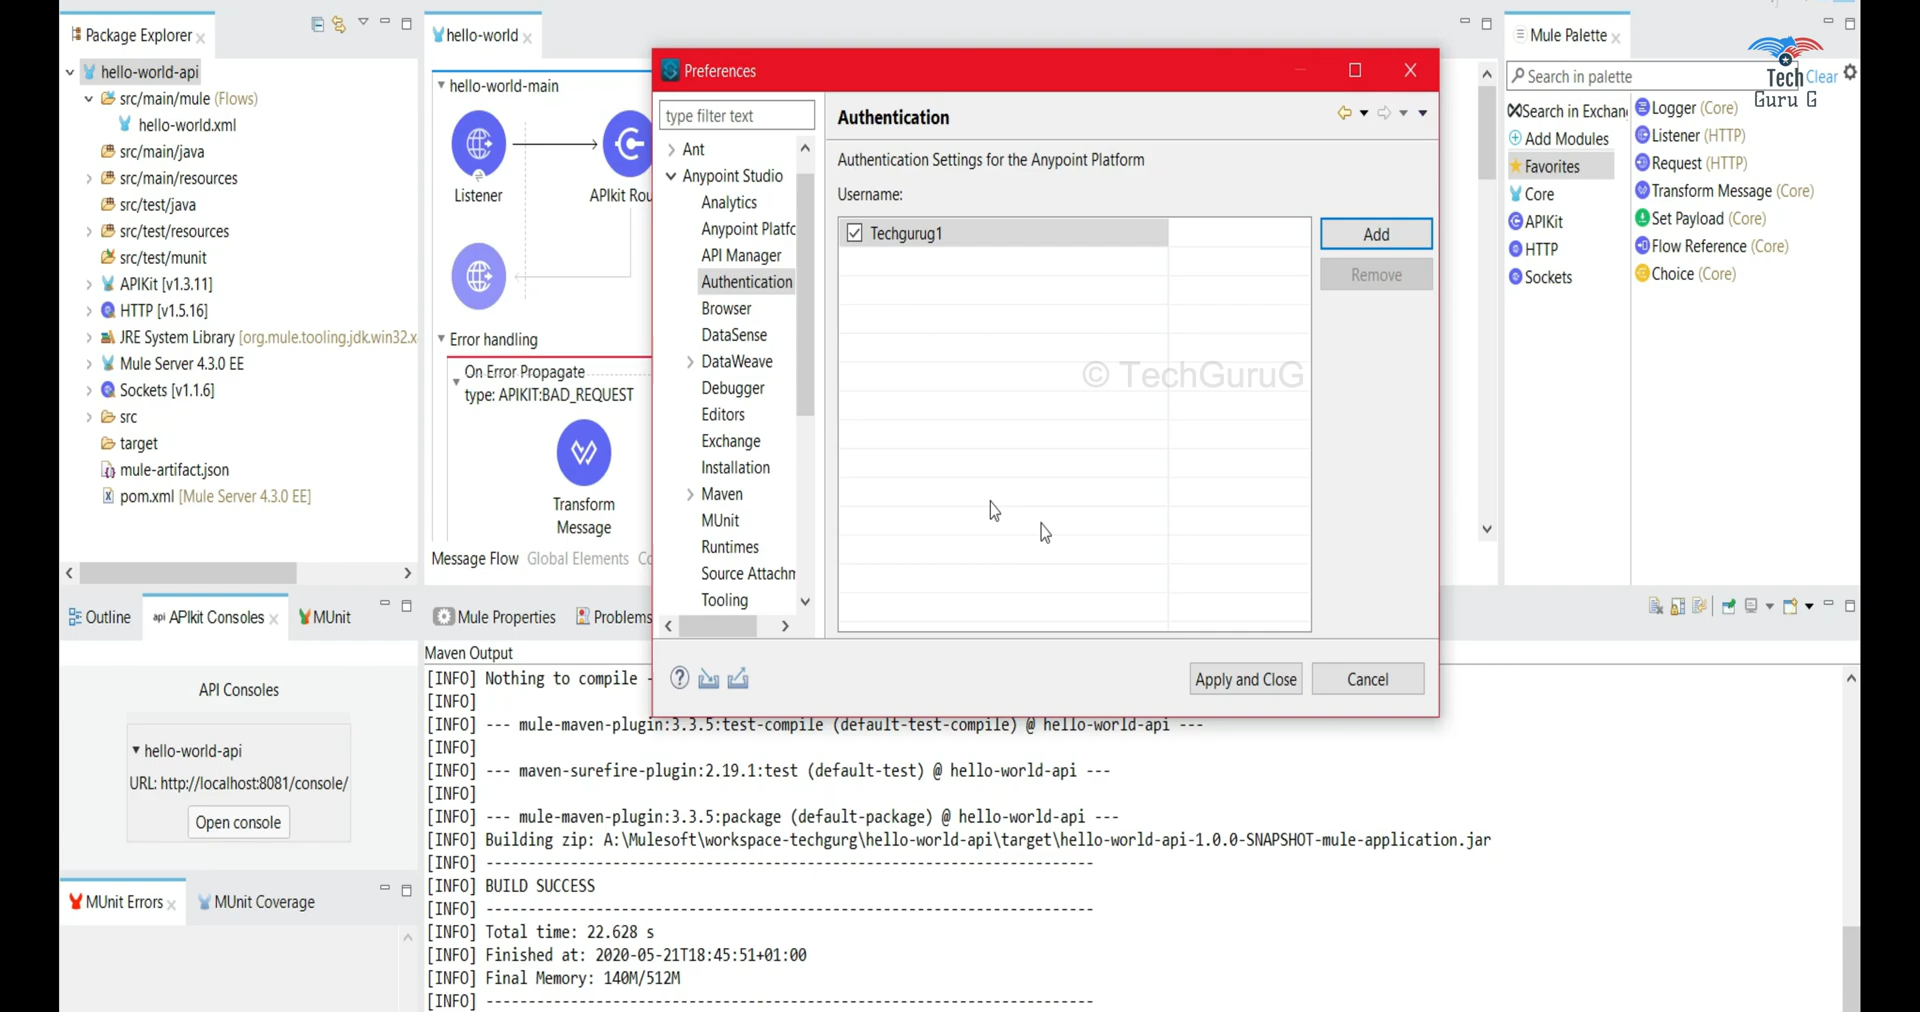 Package Explorer
hello-world-api
src/main/mule (Flows)
hello-world.xml
src/main/java
src/main/resources
src/test/java
src/test/resources
src/test/munit
APIKit [v1.3.11]
HTTP [v1.5.16]
JRE System Library [org.mule.tooling.jdk.win32.x
Mule Server 4.3.0 EE
Sockets [v1.1.6]
src
target
mule-artifact.json
pom.xml [Mule Server 4.3.0 EE]
hello-world
hello-world-main
Listener
APIkit Rou
Error handling
On Error Propagate
type: APIKIT:BAD_REQUEST
Transform
Message
Message Flow Global Elements Co
Preferences
type filter text
Ant
Anypoint Studio
Analytics
Anypoint Platfo
API Manager
Authentication
Browser
DataSense
DataWeave
Debugger
Editors
Exchange
Installation
Maven
MUnit
Runtimes
Source Attachm
Tooling
Authentication
Authentication Settings for the Anypoint Platform
Username:
Techgurug1
Add
Remove
© TechGuruG
Apply and Close
Cancel
Mule Palette
Search in palette
Clear
Tech
Guru G
Search in Exchan
Add Modules
Favorites
Core
APIKit
HTTP
Sockets
Logger (Core)
Listener (HTTP)
Request (HTTP)
Transform Message (Core)
Set Payload (Core)
Flow Reference (Core)
Choice (Core)
Outline
api APIkit Consoles
MUnit
API Consoles
hello-world-api
URL: http://localhost:8081/console/
Open console
MUnit Errors
MUnit Coverage
Mule Properties
Problems
Maven Output
[INFO] Nothing to compile -
[INFO]
[INFO] --- mule-maven-plugin:3.3.5:test-compile (default-test-compile) @ hello-world-api ---
[INFO]
[INFO] --- maven-surefire-plugin:2.19.1:test (default-test) @ hello-world-api ---
[INFO]
[INFO] --- mule-maven-plugin:3.3.5:package (default-package) @ hello-world-api ---
[INFO] Building zip: A:\Mulesoft\workspace-techgurg\hello-world-api\target\hello-world-api-1.0.0-SNAPSHOT-mule-application.jar
[INFO] ------------------------------------------------------------------------
[INFO] BUILD SUCCESS
[INFO] ------------------------------------------------------------------------
[INFO] Total time: 22.628 s
[INFO] Finished at: 2020-05-21T18:45:51+01:00
[INFO] Final Memory: 140M/512M
[INFO] ------------------------------------------------------------------------